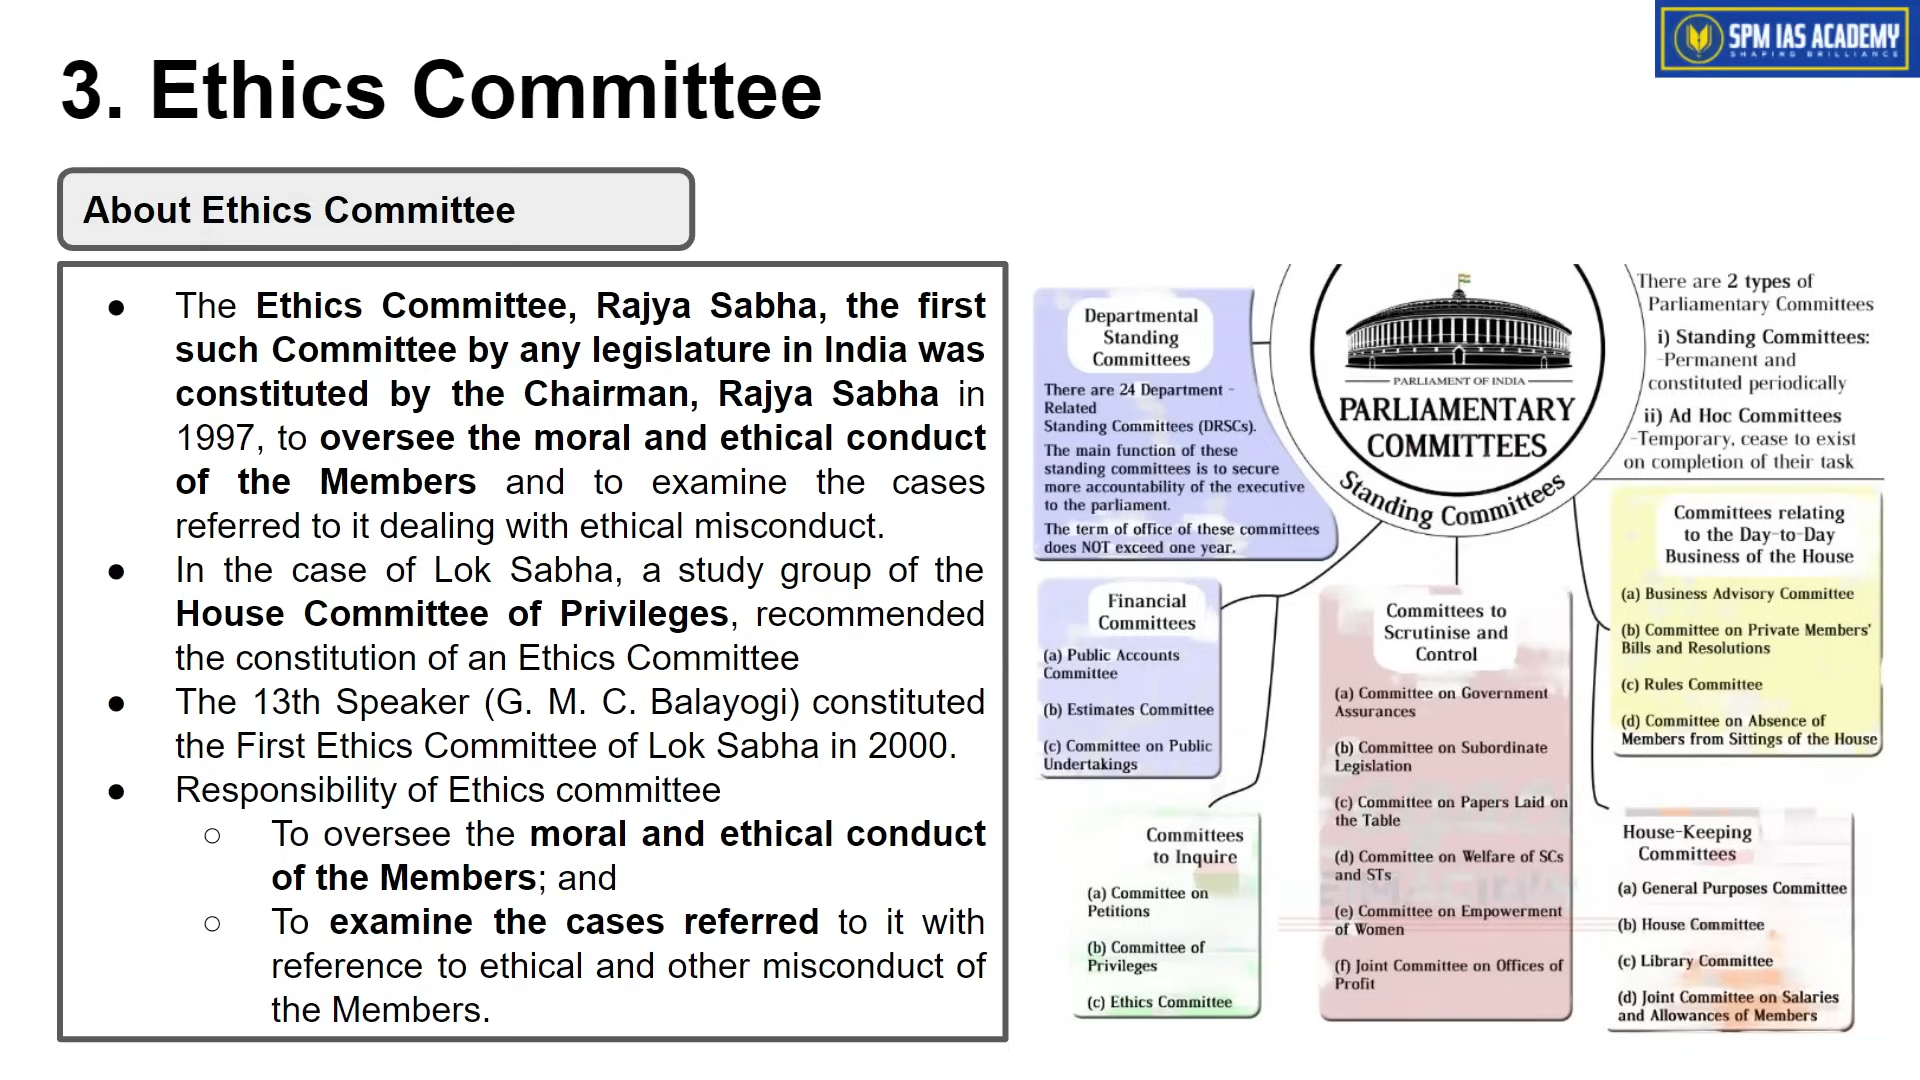 SPM IAS ACADEMY
SHAPING BRILLIANCE
3. Ethics Committee
About Ethics Committee
● The Ethics Committee, Rajya Sabha, the first
such Committee by any legislature in India was
constituted by the Chairman, Rajya Sabha in
1997, to oversee the moral and ethical conduct
of the Members and to examine the cases
referred to it dealing with ethical misconduct.
● In the case of Lok Sabha, a study group of the
House Committee of Privileges, recommended
the constitution of an Ethics Committee
● The 13th Speaker (G. M. C. Balayogi) constituted
the First Ethics Committee of Lok Sabha in 2000.
● Responsibility of Ethics committee
○ To oversee the moral and ethical conduct
of the Members; and
○ To examine the cases referred to it with
reference to ethical and other misconduct of
the Members.
PARLIAMENT OF INDIA
PARLIAMENTARY
COMMITTEES
Standing Committees
There are 2 types of
Parliamentary Committees
i) Standing Committees:
-Permanent and
constituted periodically
ii) Ad Hoc Committees
-Temporary, cease to exist
on completion of their task
Departmental
Standing
Committees
There are 24 Department -
Related
Standing Committees (DRSCs).
The main function of these
standing committees is to secure
more accountability of the executive
to the parliament.
The term of office of these committees
does NOT exceed one year.
Financial
Committees
(a) Public Accounts
Committee
(b) Estimates Committee
(c) Committee on Public
Undertakings
Committees
to Inquire
(a) Committee on
Petitions
(b) Committee of
Privileges
(c) Ethics Committee
Committees to
Scrutinise and
Control
(a) Committee on Government
Assurances
(b) Committee on Subordinate
Legislation
(c) Committee on Papers Laid on
the Table
(d) Committee on Welfare of SCs
and STs
(e) Committee on Empowerment
of Women
(f) Joint Committee on Offices of
Profit
Committees relating
to the Day-to-Day
Business of the House
(a) Business Advisory Committee
(b) Committee on Private Members'
Bills and Resolutions
(c) Rules Committee
(d) Committee on Absence of
Members from Sittings of the House
House-Keeping
Committees
(a) General Purposes Committee
(b) House Committee
(c) Library Committee
(d) Joint Committee on Salaries
and Allowances of Members